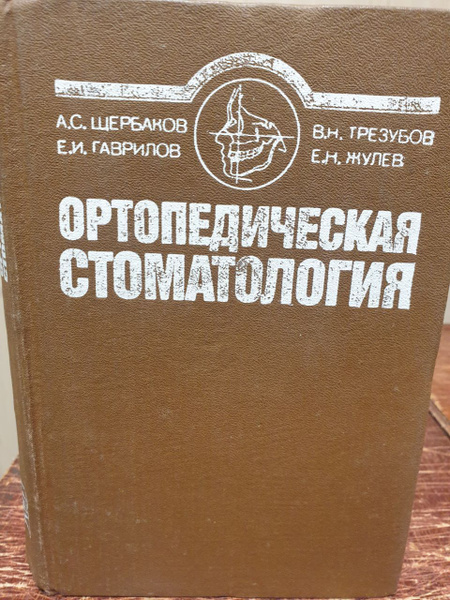 А.С. ЩЕРБАКОВ
Е.И. ГАВРИЛОВ
В.Н. ТРЕЗУБОВ
Е.Н. ЖУЛЕВ
ОРТОПЕДИЧЕСКАЯ
СТОМАТОЛОГИЯ